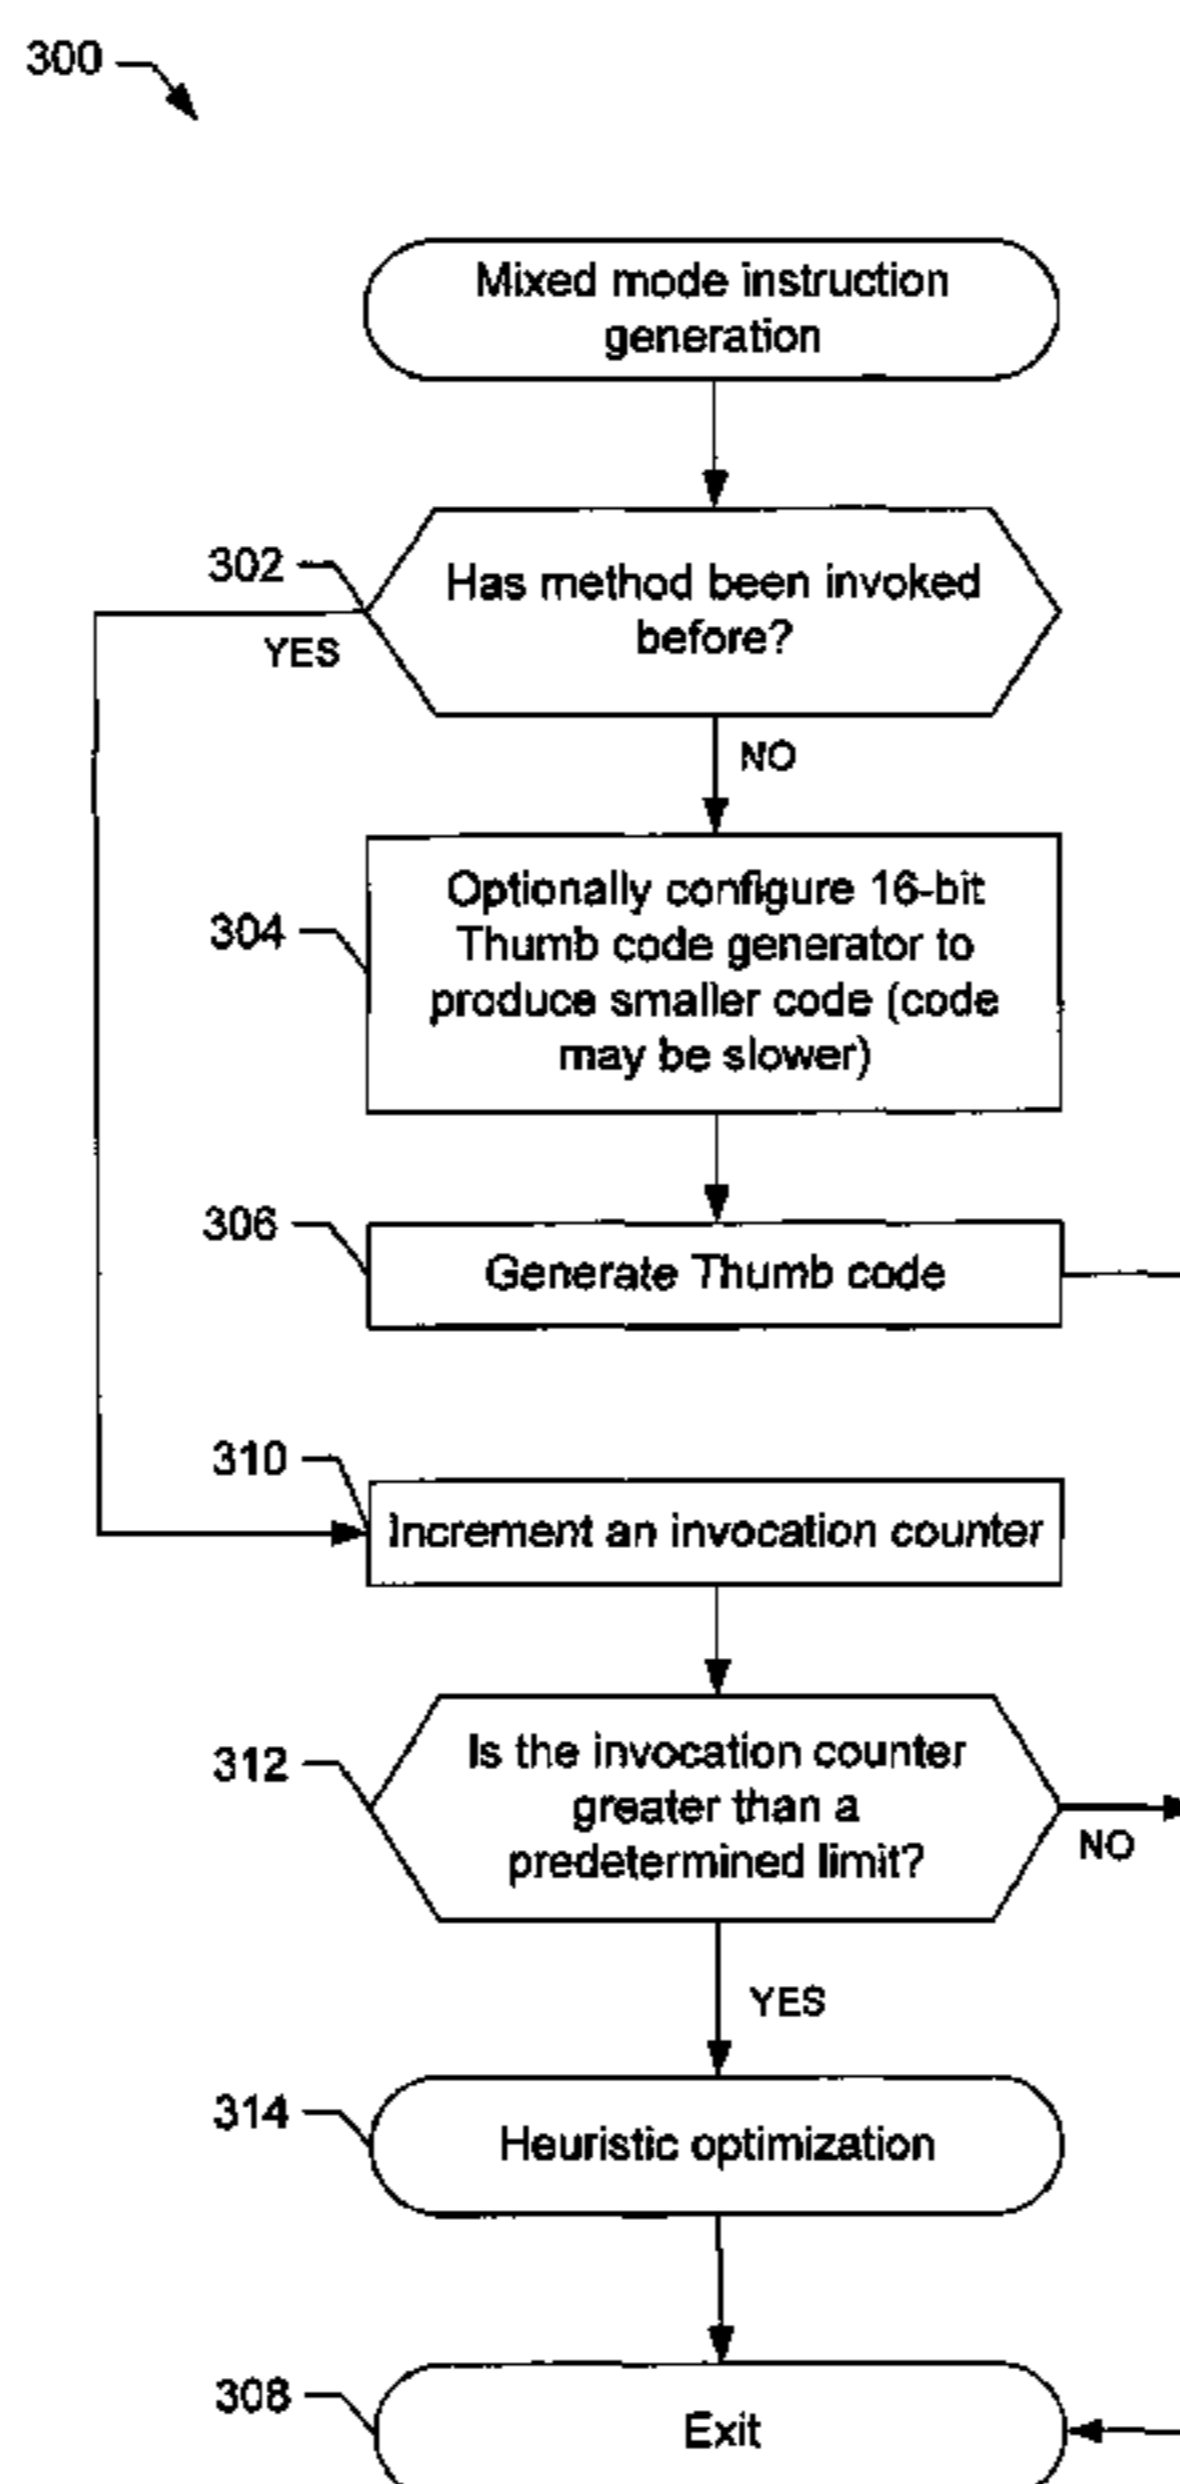 300
Mixed mode instruction
generation
302
Has method been invoked
before?
YES
NO
304
Optionally configure 16-bit
Thumb code generator to
produce smaller code (code
may be slower)
306
Generate Thumb code
310
Increment an invocation counter
312
Is the invocation counter
greater than a
predetermined limit?
NO
YES
314
Heuristic optimization
308
Exit